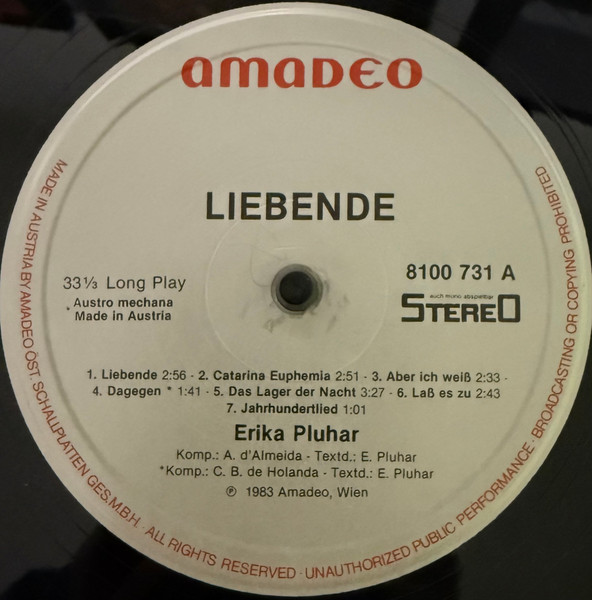 amaDEO
LIEBENDE
33⅓ Long Play
Austro mechana
* Made in Austria
8100 731 A
auch mono abspielbar
STEREO
1. Liebende 2:56 · 2. Catarina Euphemia 2:51 · 3. Aber ich weiß 2:33 ·
4. Dagegen * 1:41 · 5. Das Lager der Nacht 3:27 · 6. Laß es zu 2:43
7. Jahrhundertlied 1:01
Erika Pluhar
Komp.: A. d'Almeida - Textd.: E. Pluhar
*Komp.: C. B. de Holanda - Textd.: E. Pluhar
℗ 1983 Amadeo, Wien
MADE IN AUSTRIA BY AMADEO ÖST. SCHALLPLATTEN GES.M.B.H. · ALL RIGHTS RESERVED · UNAUTHORIZED PUBLIC PERFORMANCE · BROADCASTING OR COPYING PROHIBITED